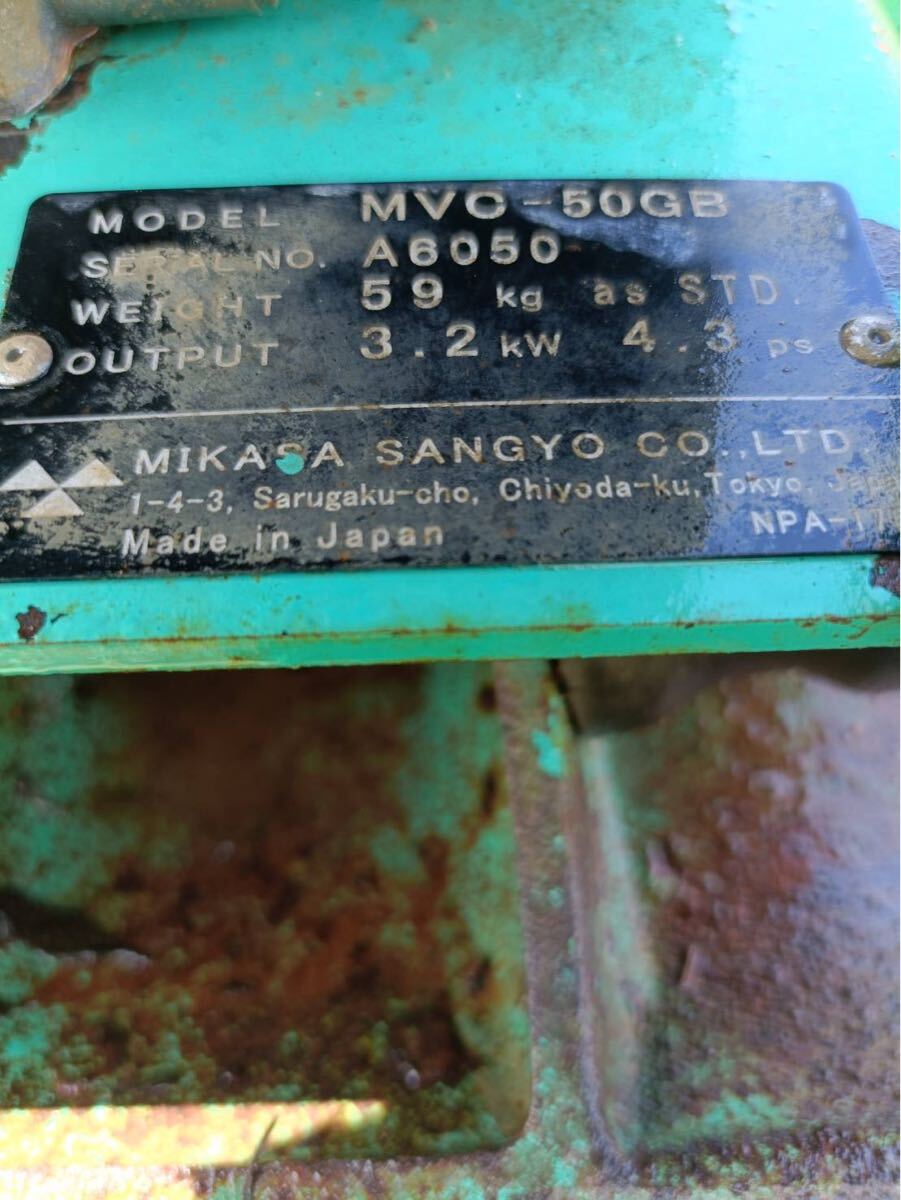 MODEL MVC-50GB
SERIAL NO. A6050
WEIGHT 59 kg as STD.
OUTPUT 3.2 kW 4.3 ps
MIKASA SANGYO CO.,LTD.
1-4-3, Sarugaku-cho, Chiyoda-ku, Tokyo, Japan
Made in Japan